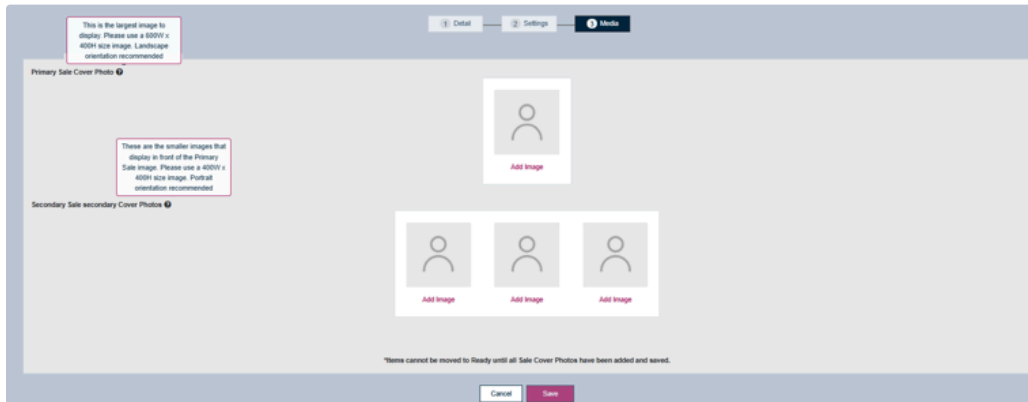 This is the largest image to
display. Please use a 600W x
400H size image. Landscape
orientation recommended
1 Detail
2 Settings
3 Media
Primary Sale Cover Photo ?
Add Image
These are the smaller images that
display in front of the Primary
Sale image. Please use a 400W x
400H size image. Portrait
orientation recommended
Secondary Sale secondary Cover Photos ?
Add Image
Add Image
Add Image
*Items cannot be moved to Ready until all Sale Cover Photos have been added and saved.
Cancel
Save